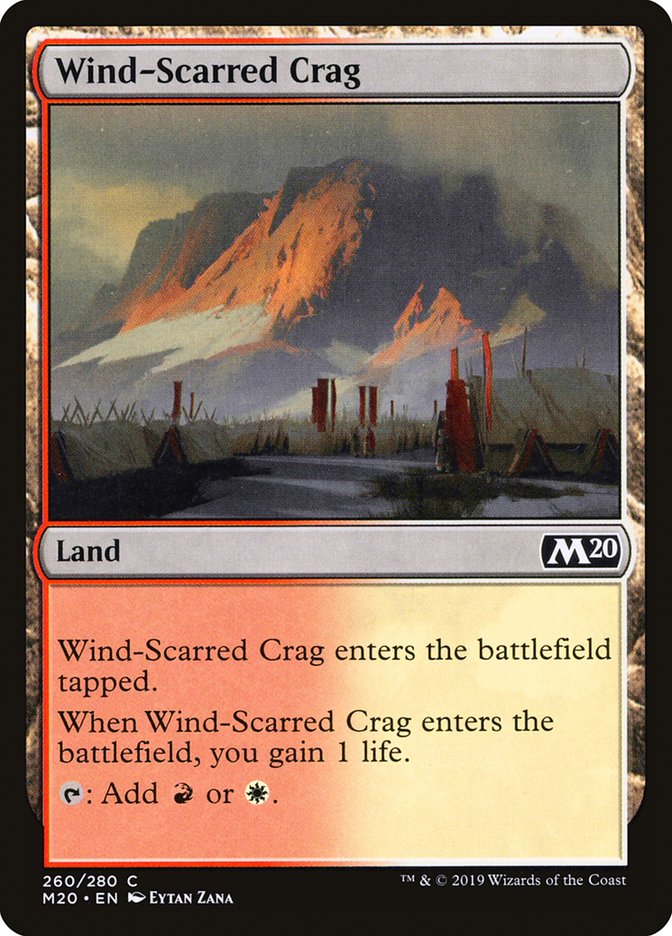 Wind-Scarred Crag
Land
M20
Wind-Scarred Crag enters the battlefield
tapped.
When Wind-Scarred Crag enters the
battlefield, you gain 1 life.
: Add or .
260/280 C
M20 • EN Eytan Zana
™ & © 2019 Wizards of the Coast